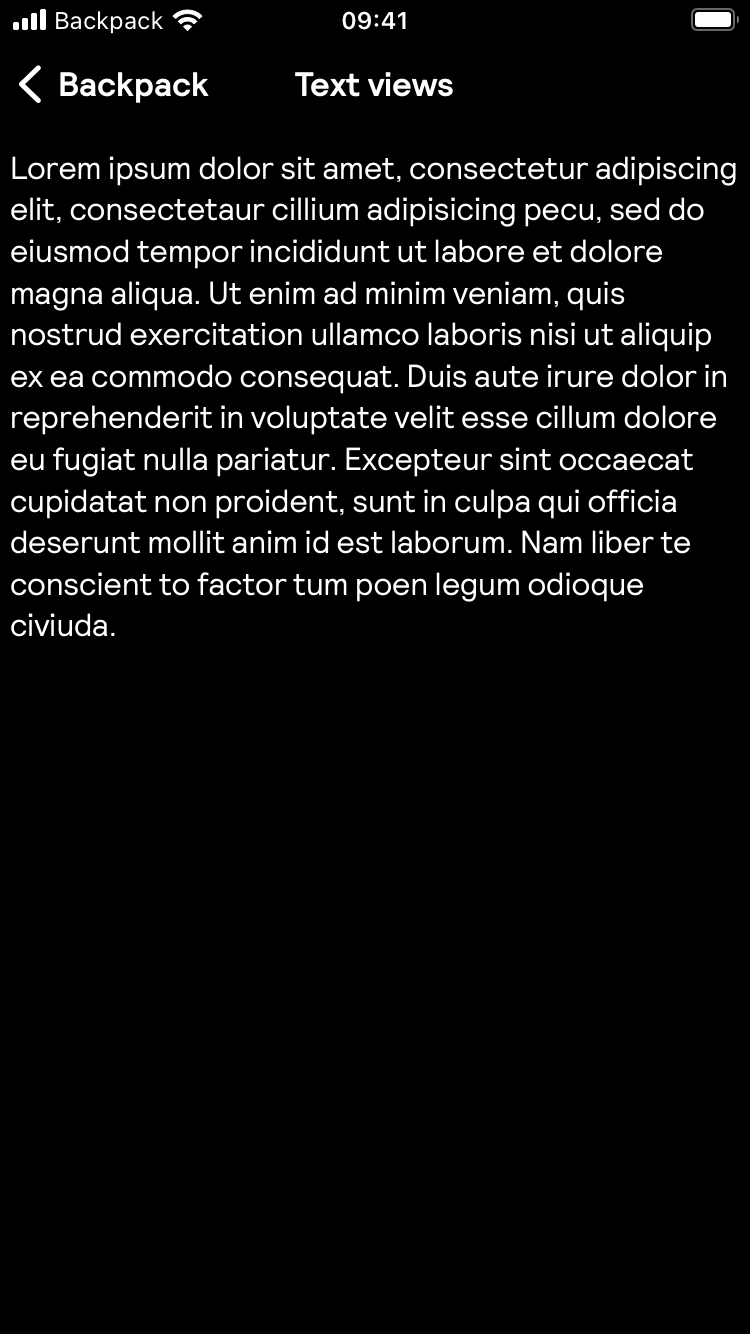 Backpack 09:41
Backpack Text views
Lorem ipsum dolor sit amet, consectetur adipiscing
elit, consectetaur cillium adipisicing pecu, sed do
eiusmod tempor incididunt ut labore et dolore
magna aliqua. Ut enim ad minim veniam, quis
nostrud exercitation ullamco laboris nisi ut aliquip
ex ea commodo consequat. Duis aute irure dolor in
reprehenderit in voluptate velit esse cillum dolore
eu fugiat nulla pariatur. Excepteur sint occaecat
cupidatat non proident, sunt in culpa qui officia
deserunt mollit anim id est laborum. Nam liber te
conscient to factor tum poen legum odioque
civiuda.